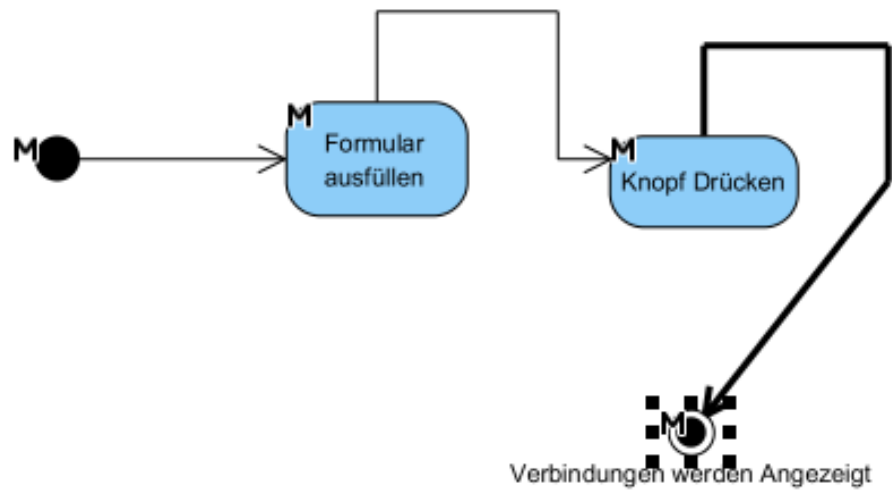 M
M
Formular
ausfüllen
M
Knopf Drücken
M
Verbindungen werden Angezeigt